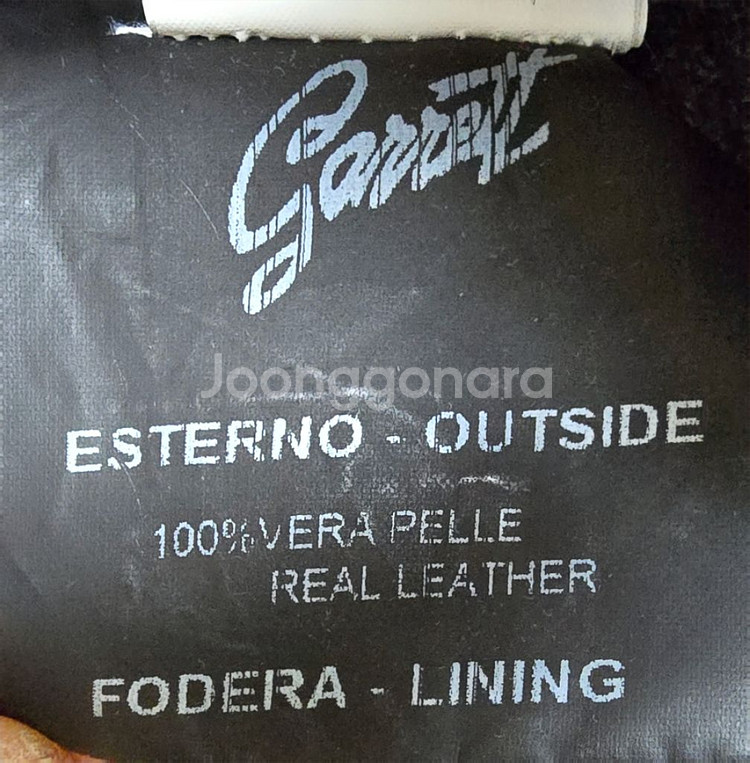 Garrett
Joonggonara
ESTERNO - OUTSIDE
100% VERA PELLE
REAL LEATHER
FODERA - LINING